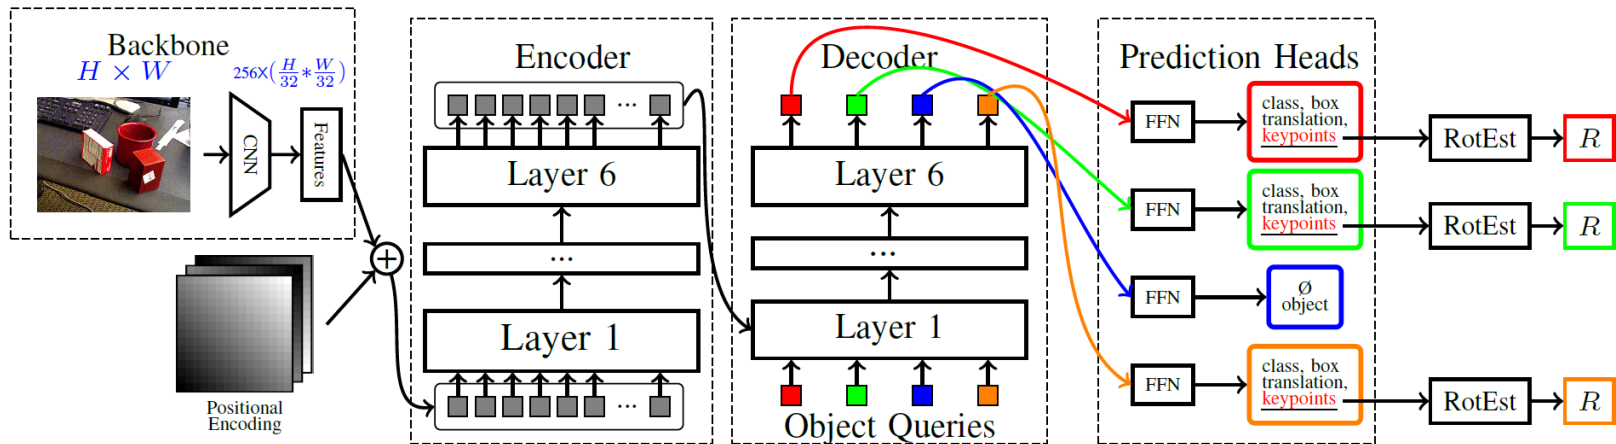 Backbone
H × W
256X(H/32 * W/32)
CNN
Features
+
Positional
Encoding
Encoder
...
Layer 6
...
Layer 1
...
Decoder
Layer 6
...
Layer 1
Object Queries
Prediction Heads
FFN
class, box
translation,
keypoints
RotEst
R
FFN
class, box
translation,
keypoints
RotEst
R
FFN
Ø
object
FFN
class, box
translation,
keypoints
RotEst
R